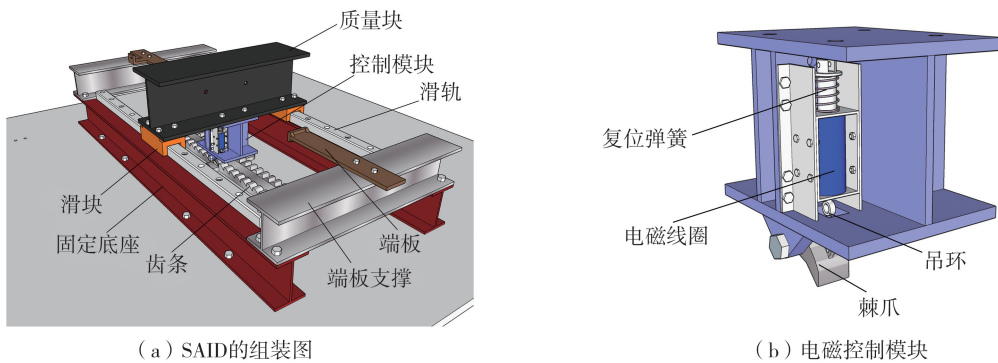 质量块
控制模块
滑轨
滑块
固定底座
齿条
端板支撑
端板
(a)SAID的组装图
复位弹簧
电磁线圈
吊环
棘爪
(b)电磁控制模块